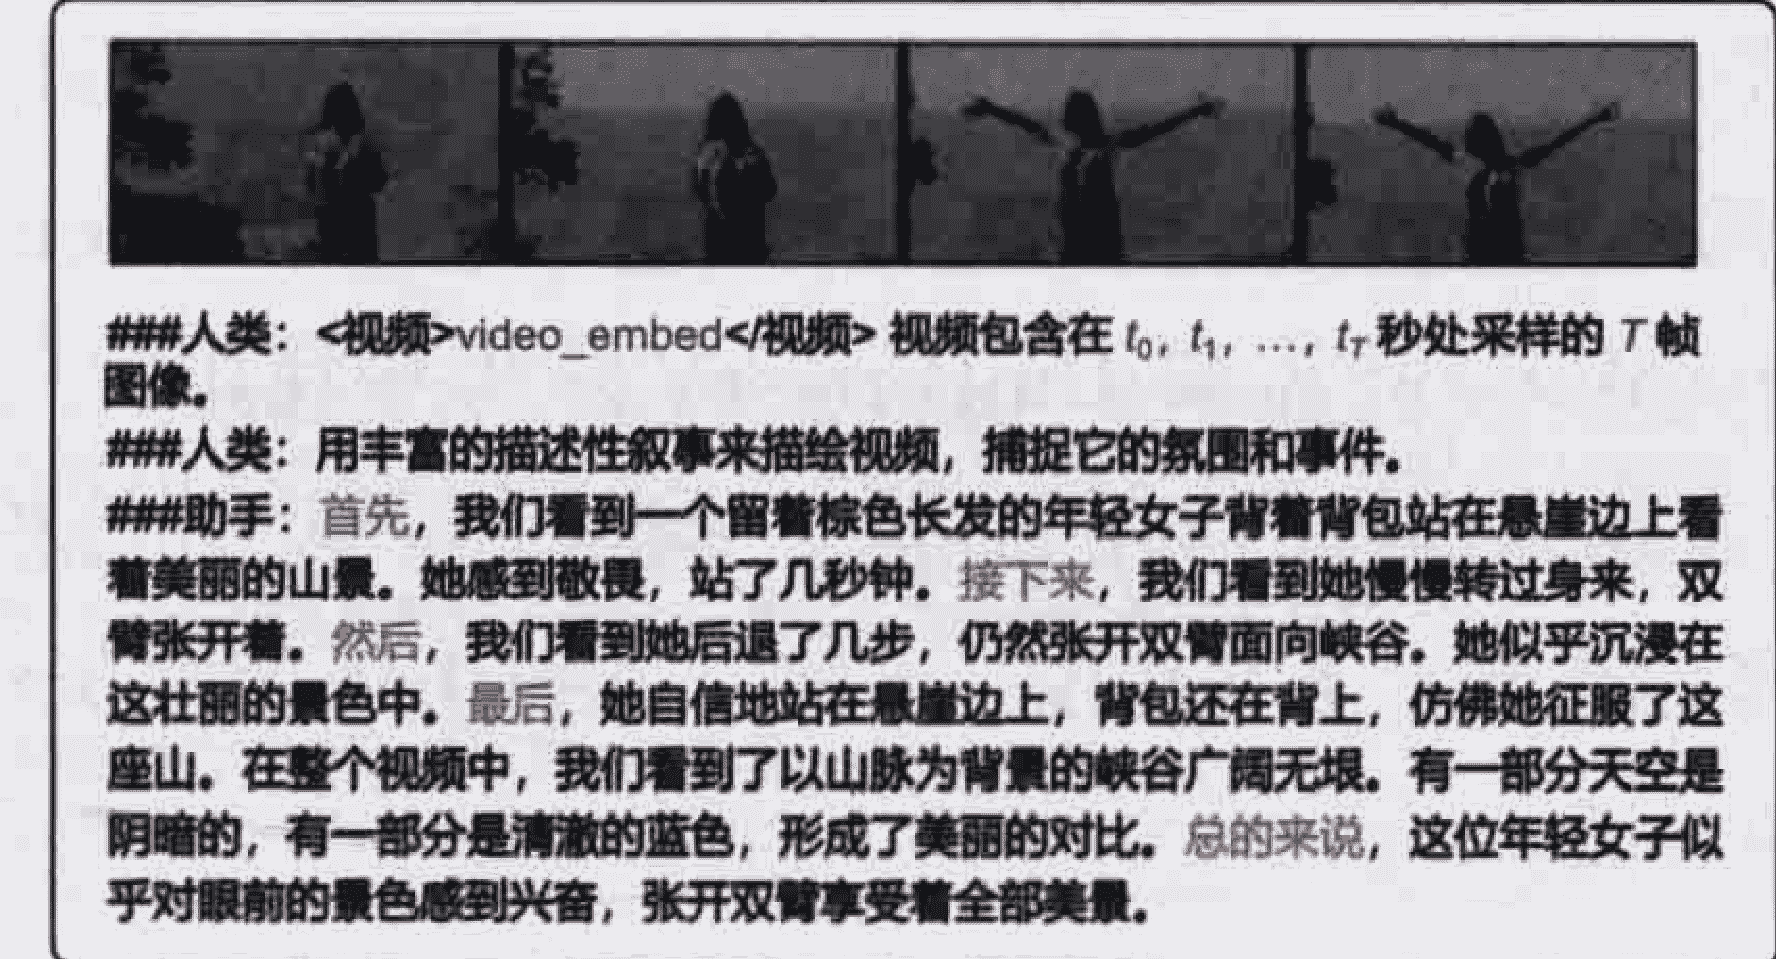 ###人类：<视频>video_embed</视频> 视频包含在 t₀, t₁, …, t_T 秒处采样的 T 帧
图像。
###人类：用丰富的描述性叙事来描绘视频，捕捉它的氛围和事件。
###助手：首先，我们看到一个留着棕色长发的年轻女子背着背包站在悬崖边上看
着美丽的山景。她感到敬畏，站了几秒钟。接下来，我们看到她慢慢转过身来，双
臂张开着。然后，我们看到她后退了几步，仍然张开双臂面向峡谷。她似乎沉浸在
这壮丽的景色中。最后，她自信地站在悬崖边上，背包还在背上，仿佛她征服了这
座山。在整个视频中，我们看到了以山脉为背景的峡谷广阔无垠。有一部分天空是
阴暗的，有一部分是清澈的蓝色，形成了美丽的对比。总的来说，这位年轻女子似
乎对眼前的景色感到兴奋，张开双臂享受着全部美景。